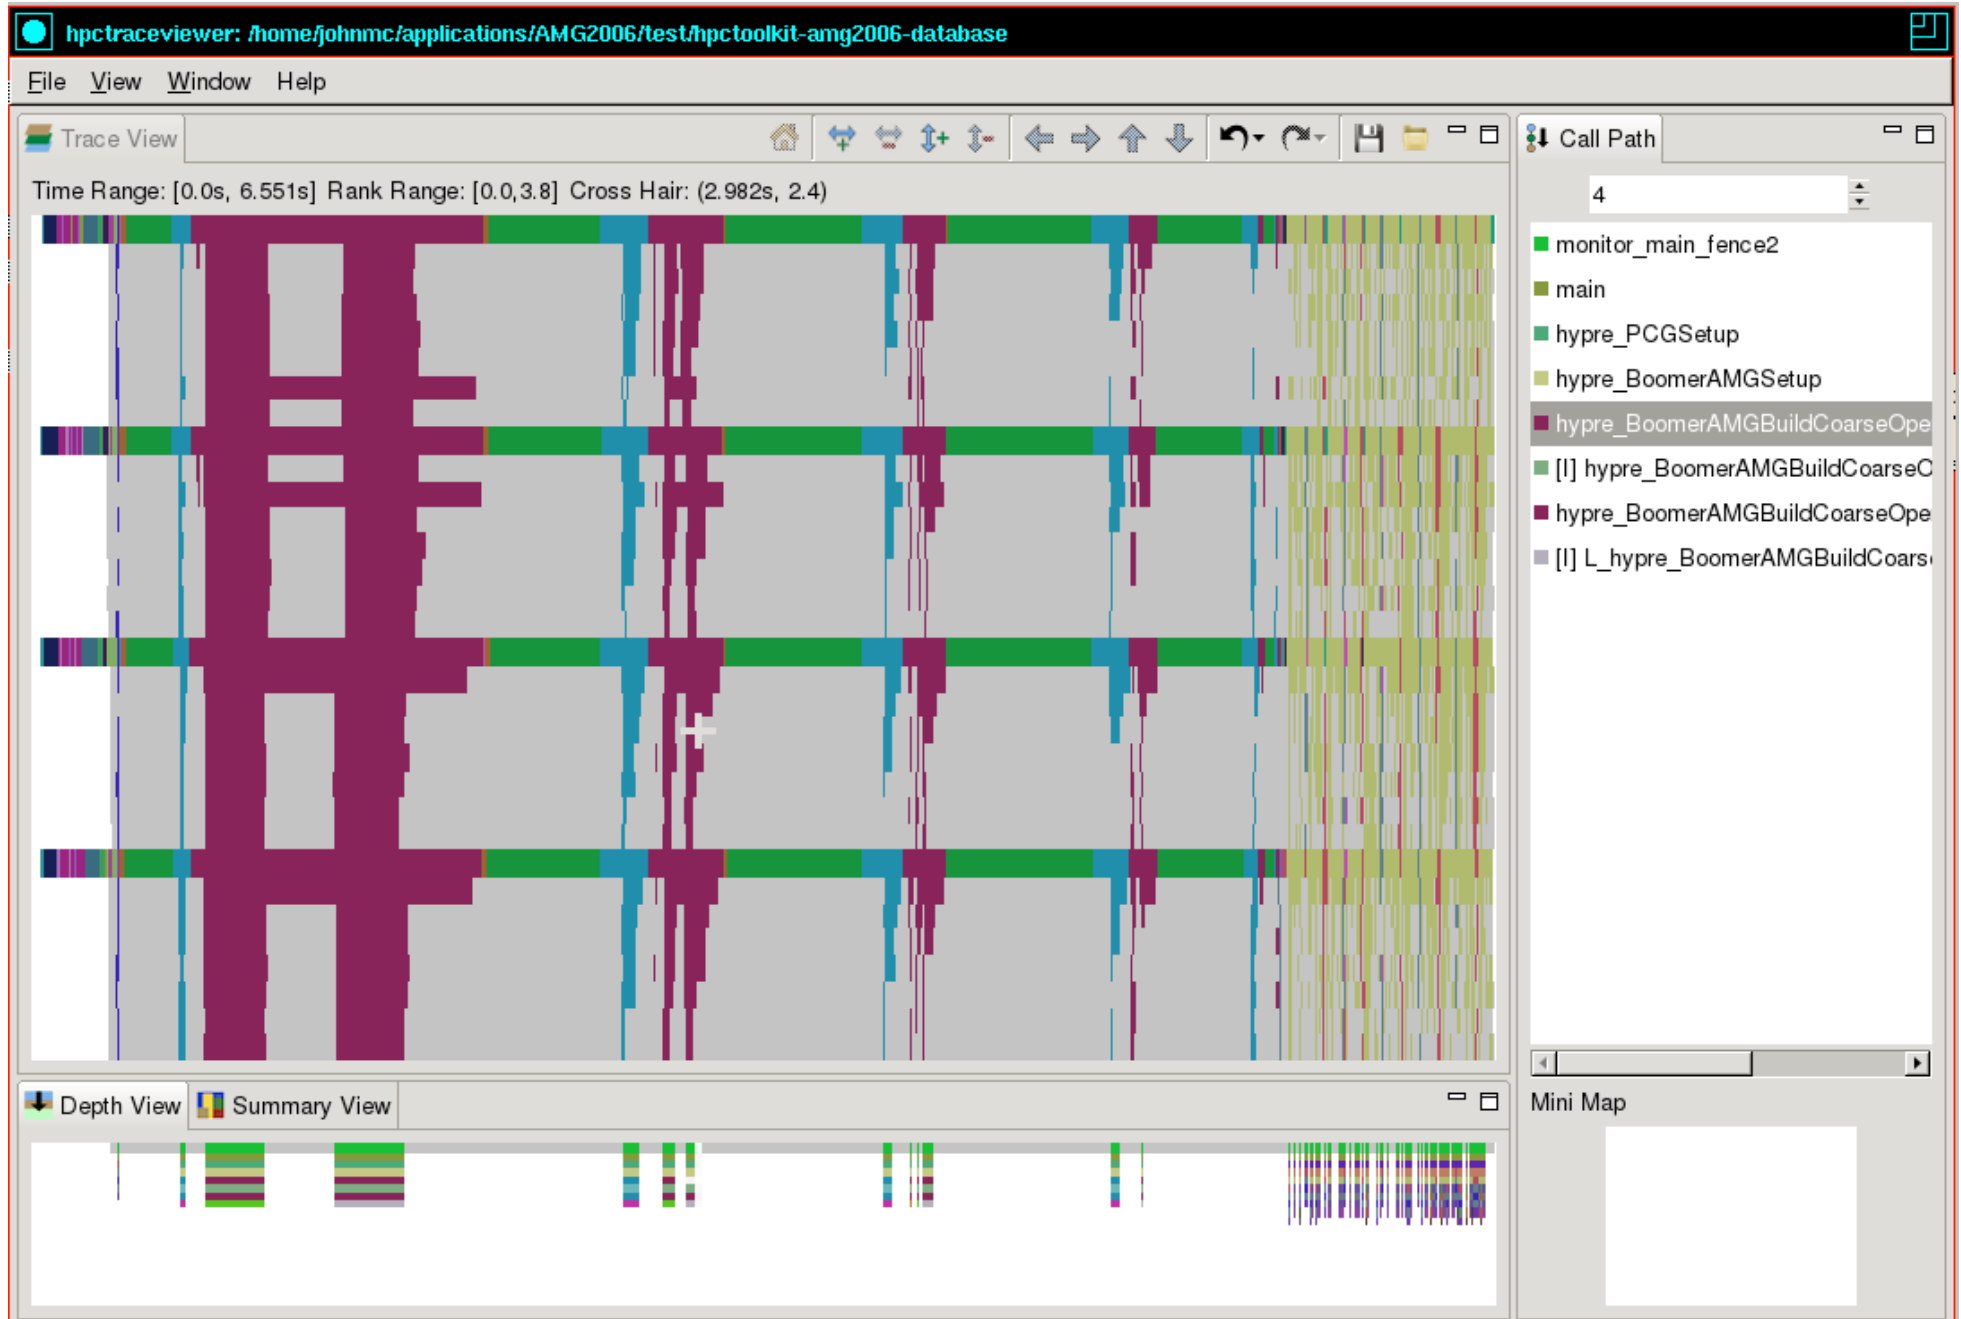 hpctraceviewer: /home/johnmc/applications/AMG2006/test/hpctoolkit-amg2006-database
File View Window Help
Trace View
Call Path
Time Range: [0.0s, 6.551s] Rank Range: [0.0,3.8] Cross Hair: (2.982s, 2.4)
4
monitor_main_fence2
main
hypre_PCGSetup
hypre_BoomerAMGSetup
hypre_BoomerAMGBuildCoarseOpe
[I] hypre_BoomerAMGBuildCoarseO
hypre_BoomerAMGBuildCoarseOpe
[I] L_hypre_BoomerAMGBuildCoars
Depth View Summary View
Mini Map